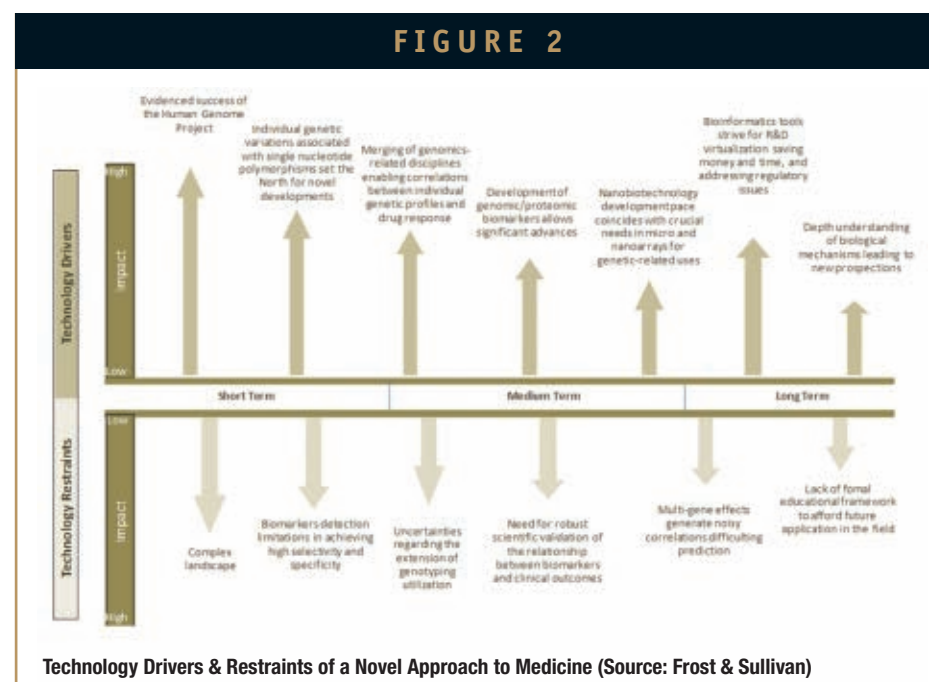 FIGURE 2
Evidenced success of
the Human Genome
Project
Individual genetic
variations associated
with single nucleotide
polymorphisms set the
North for novel
developments
Merging of genomics-
related disciplines
enabling correlations
between individual
genetic profiles and
drug response
Development of
genomic/proteomic
biomarkers allows
significant advances
Nanobiotechnology
development pace
coincides with crucial
needs in micro and
nanoarrays for
genetic-related uses
Bioinformatics tools
strive for R&D
virtualization saving
money and time, and
addressing regulatory
issues
Depth understanding
of biological
mechanisms leading to
new prospections
Technology Drivers
High
Impact
Low
Short Term
Medium Term
Long Term
Technology Restraints
Low
Impact
High
Complex
landscape
Biomarkers detection
limitations in achieving
high selectivity and
specificity
Uncertainties
regarding the
extension of
genotyping
utilization
Need for robust
scientific validation of
the relationship
between biomarkers
and clinical outcomes
Multi-gene effects
generate noisy
correlations difficulting
prediction
Lack of fomal
educational framework
to afford future
application in the field
Technology Drivers & Restraints of a Novel Approach to Medicine (Source: Frost & Sullivan)